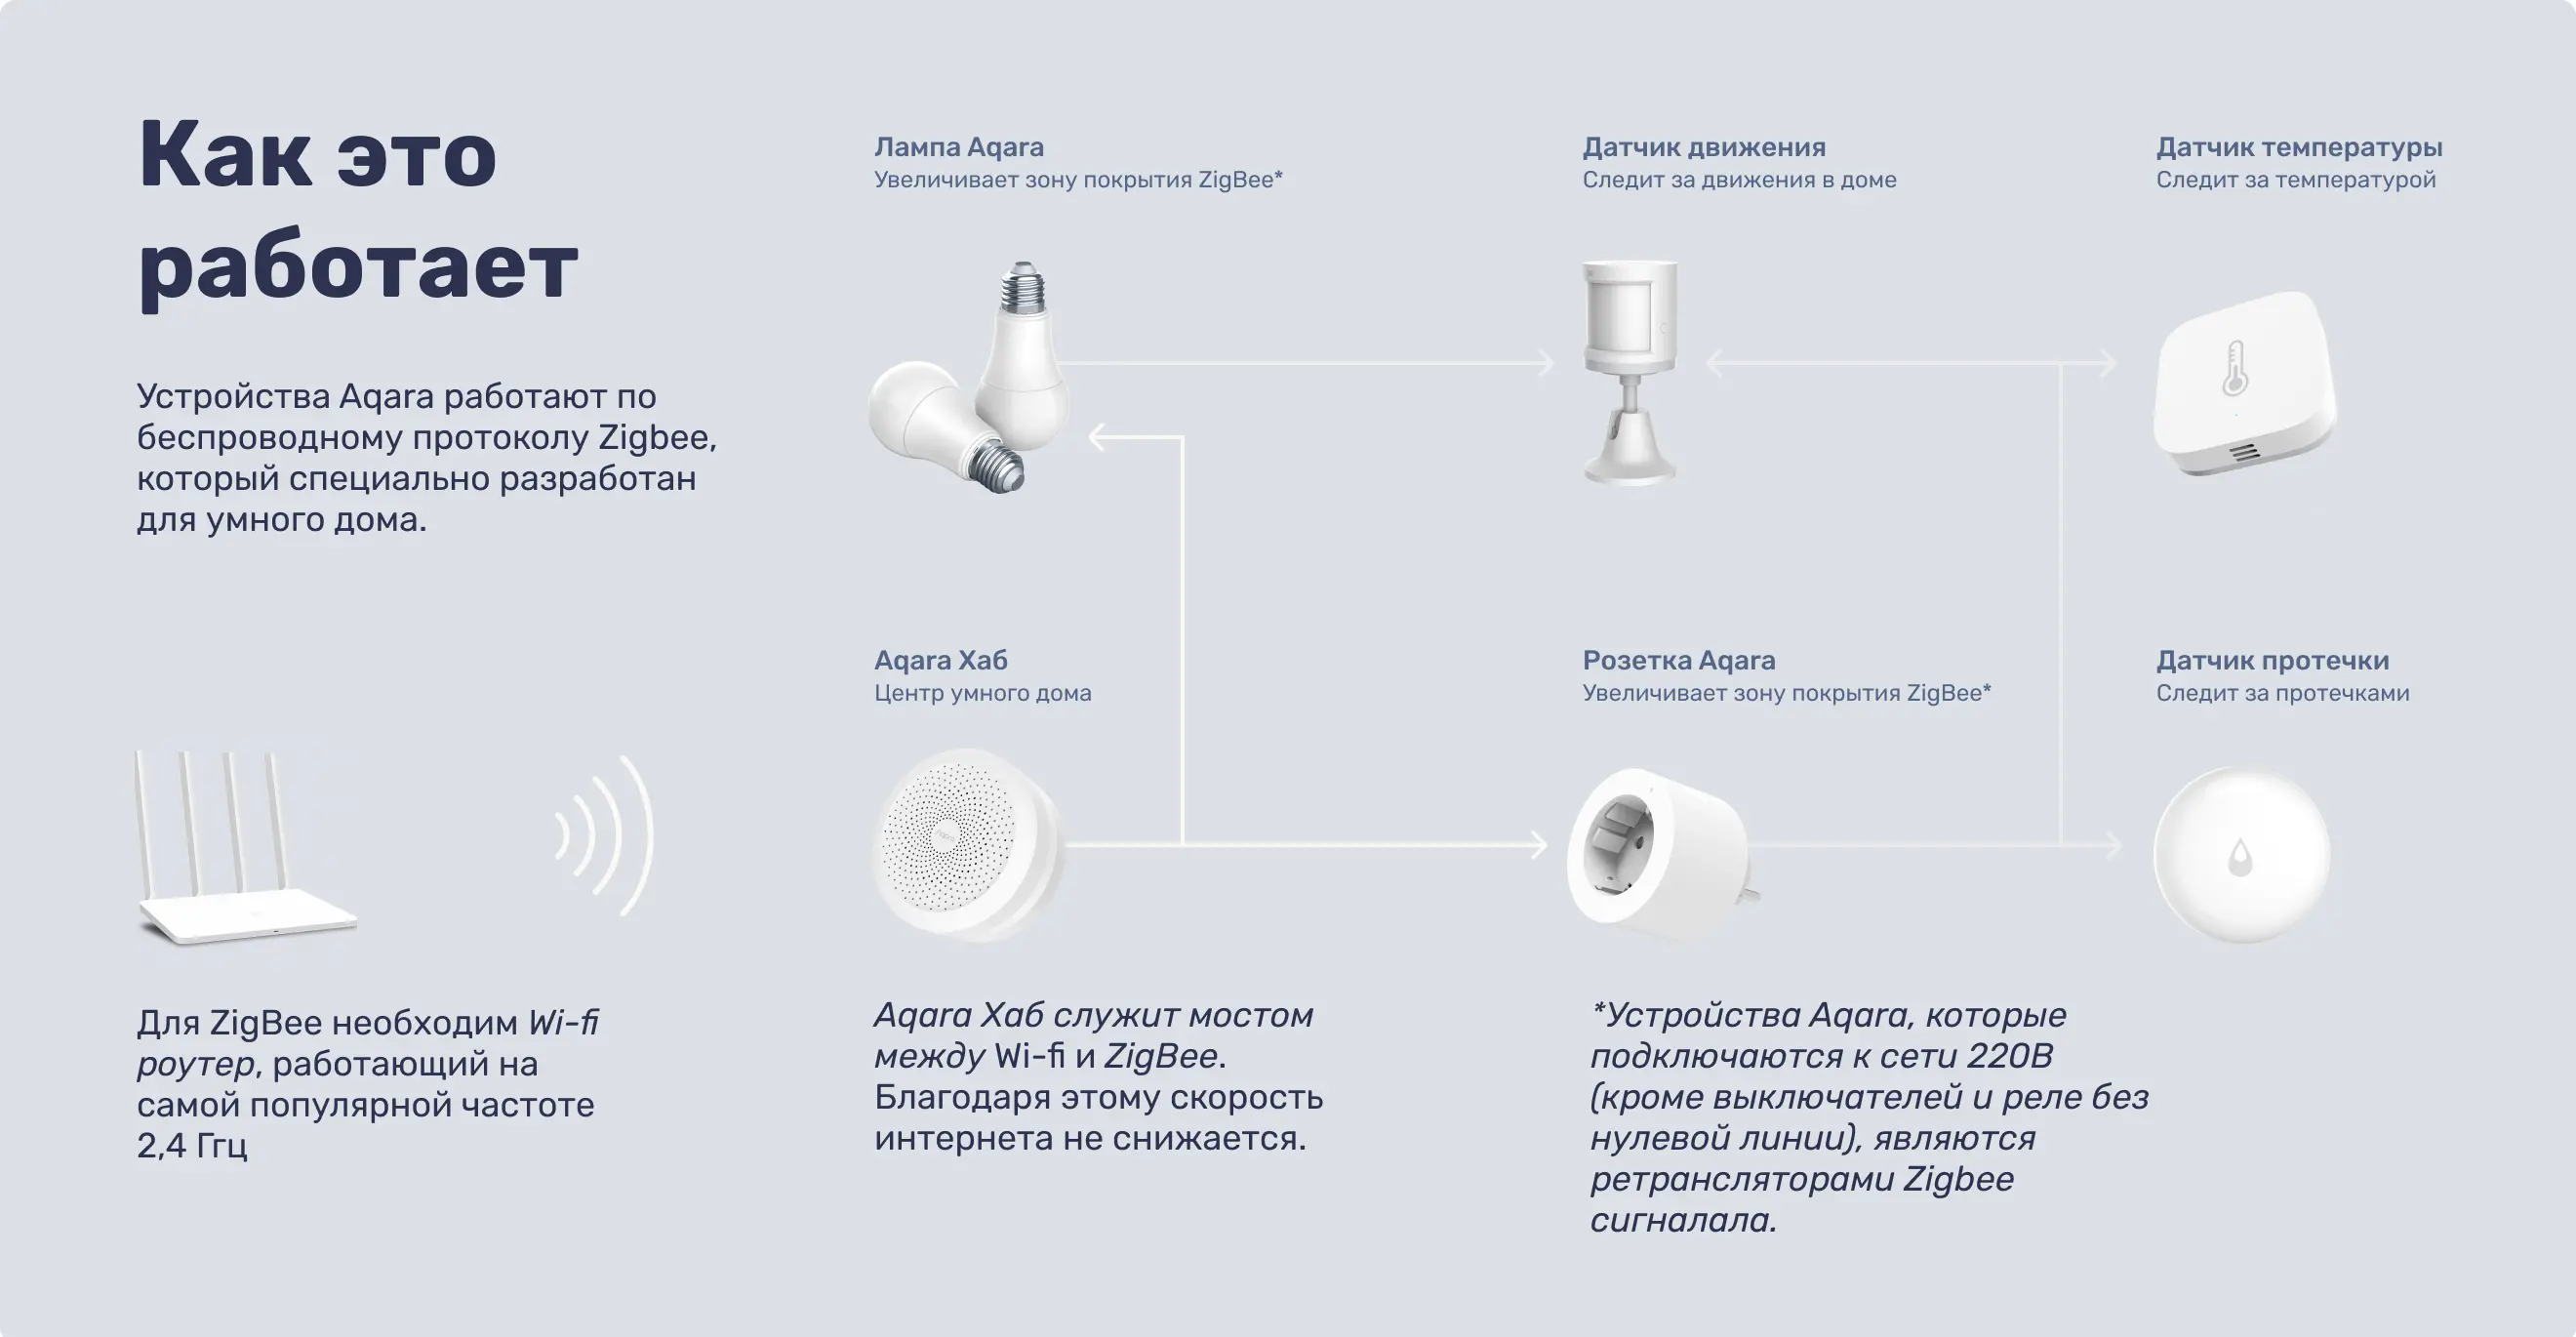 Как это
работает
Устройства Aqara работают по
беспроводному протоколу Zigbee,
который специально разработан
для умного дома.
Лампа Aqara
Увеличивает зону покрытия ZigBee*
Датчик движения
Следит за движения в доме
Датчик температуры
Следит за температурой
Aqara Хаб
Центр умного дома
Розетка Aqara
Увеличивает зону покрытия ZigBee*
Датчик протечки
Следит за протечками
Для ZigBee необходим Wi-fi
роутер, работающий на
самой популярной частоте
2,4 Ггц
Aqara Хаб служит мостом
между Wi-fi и ZigBee.
Благодаря этому скорость
интернета не снижается.
*Устройства Aqara, которые
подключаются к сети 220В
(кроме выключателей и реле без
нулевой линии), являются
ретрансляторами Zigbee
сигналала.